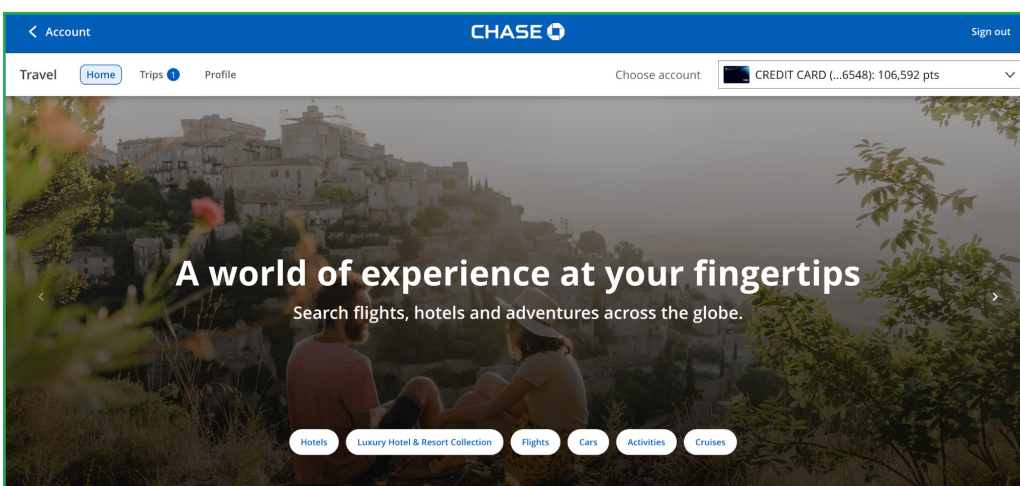 Account
CHASE
Sign out
Travel Home Trips 1 Profile
Choose account CREDIT CARD (...6548): 106,592 pts
A world of experience at your fingertips
Search flights, hotels and adventures across the globe.
Hotels Luxury Hotel & Resort Collection Flights Cars Activities Cruises